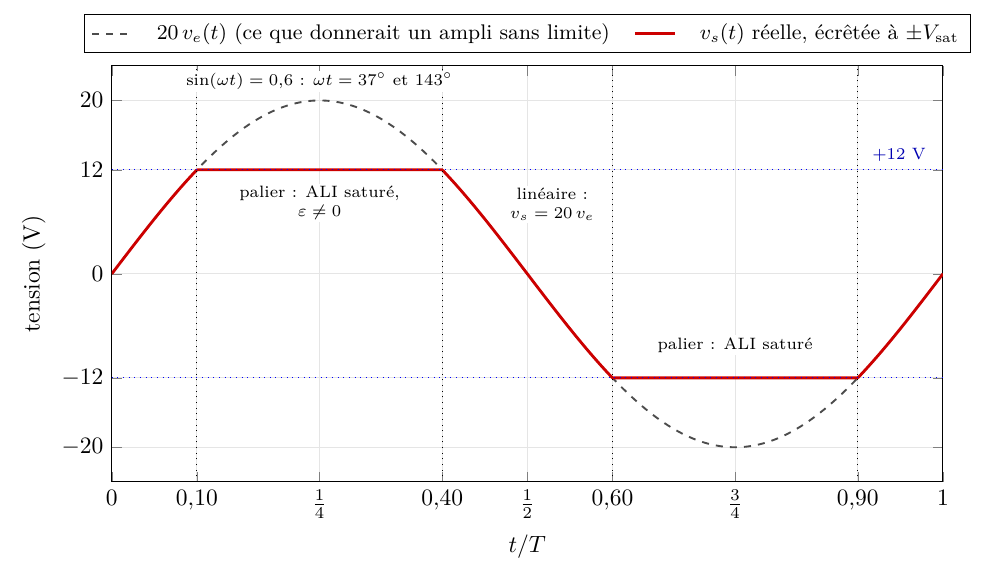 20 vₑ(t) (ce que donnerait un ampli sans limite)
vₛ(t) réelle, écrêtée à ±V_sat
sin(ωt) = 0,6 : ωt = 37° et 143°
20
+12 V
12
palier : ALI saturé,
ε ≠ 0
linéaire :
vₛ = 20 vₑ
tension (V)
0
palier : ALI saturé
−12
−20
0
0,10
1/4
0,40
1/2
0,60
3/4
0,90
1
t/T